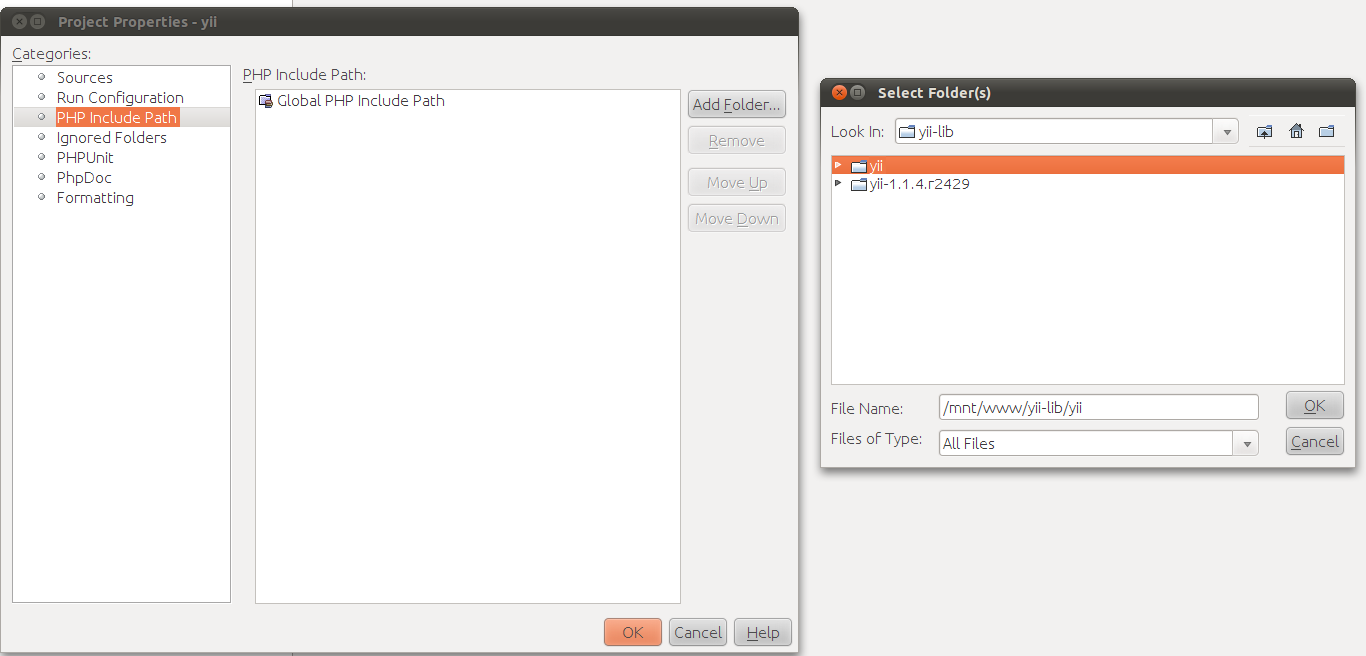 Project Properties - yii
Categories:
Sources
Run Configuration
PHP Include Path
Ignored Folders
PHPUnit
PhpDoc
Formatting
PHP Include Path:
Global PHP Include Path
Add Folder...
Remove
Move Up
Move Down
OK
Cancel
Help
Select Folder(s)
Look In:
yii-lib
yii
yii-1.1.4.r2429
File Name:
/mnt/www/yii-lib/yii
OK
Files of Type:
All Files
Cancel